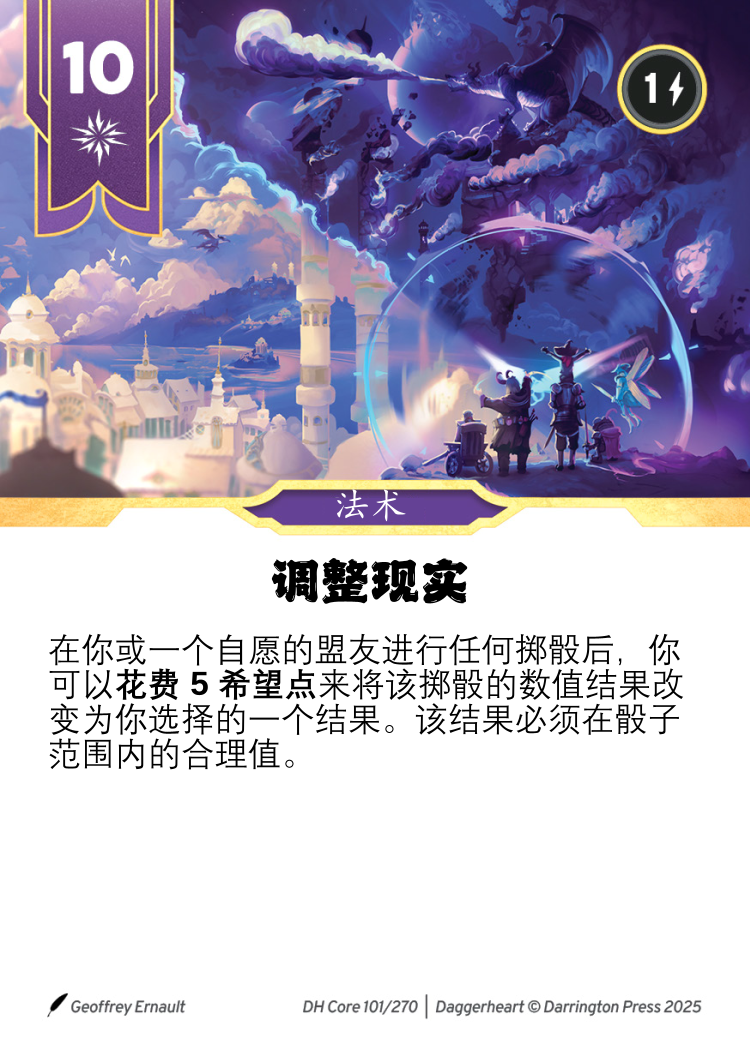 10
1
法术
调整现实
在你或一个自愿的盟友进行任何掷骰后，你
可以花费 5 希望点来将该掷骰的数值结果改
变为你选择的一个结果。该结果必须在骰子
范围内的合理值。
Geoffrey Ernault
DH Core 101/270 | Daggerheart © Darrington Press 2025